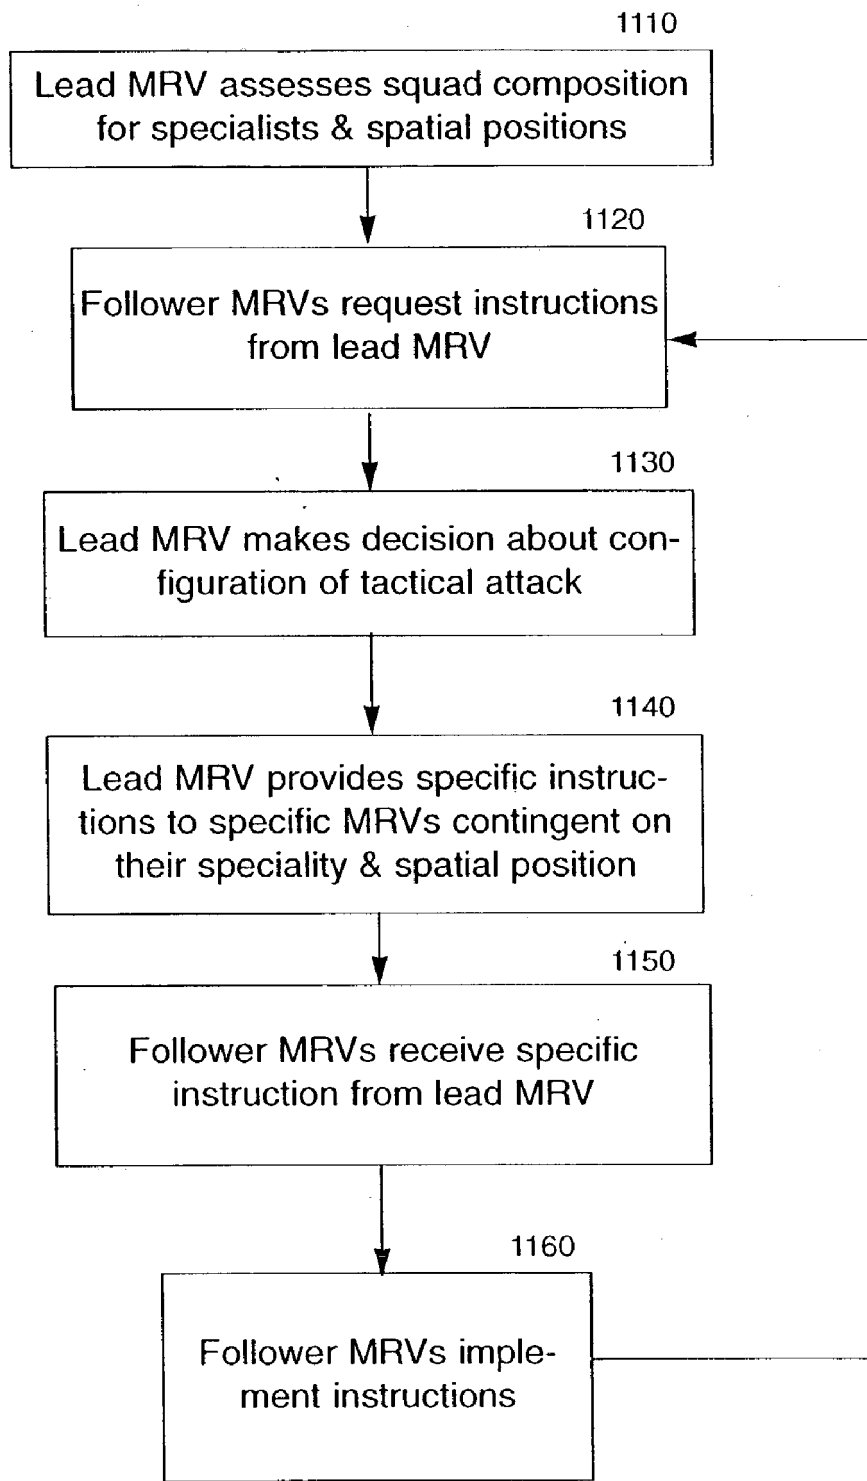 1110
Lead MRV assesses squad composition
for specialists & spatial positions
1120
Follower MRVs request instructions
from lead MRV
1130
Lead MRV makes decision about con-
figuration of tactical attack
1140
Lead MRV provides specific instruc-
tions to specific MRVs contingent on
their speciality & spatial position
1150
Follower MRVs receive specific
instruction from lead MRV
1160
Follower MRVs imple-
ment instructions